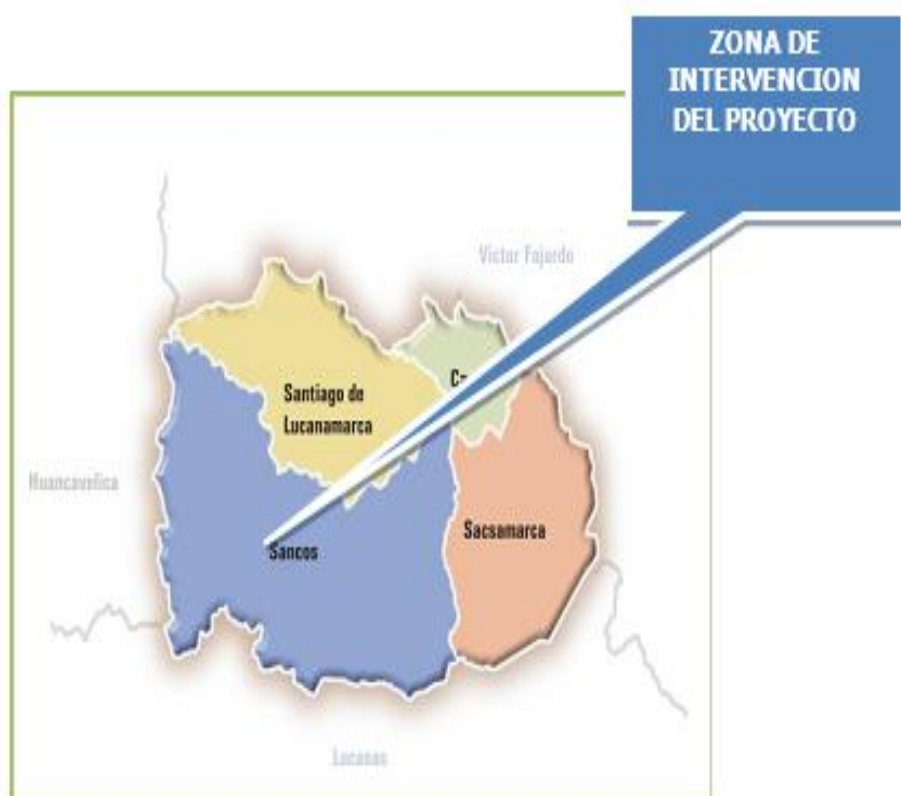 ZONA DE
INTERVENCION
DEL PROYECTO
Victor Fajardo
Santiago de
Lucanamarca
Huancavelica
Sacsamarca
Sancos
Lucanas